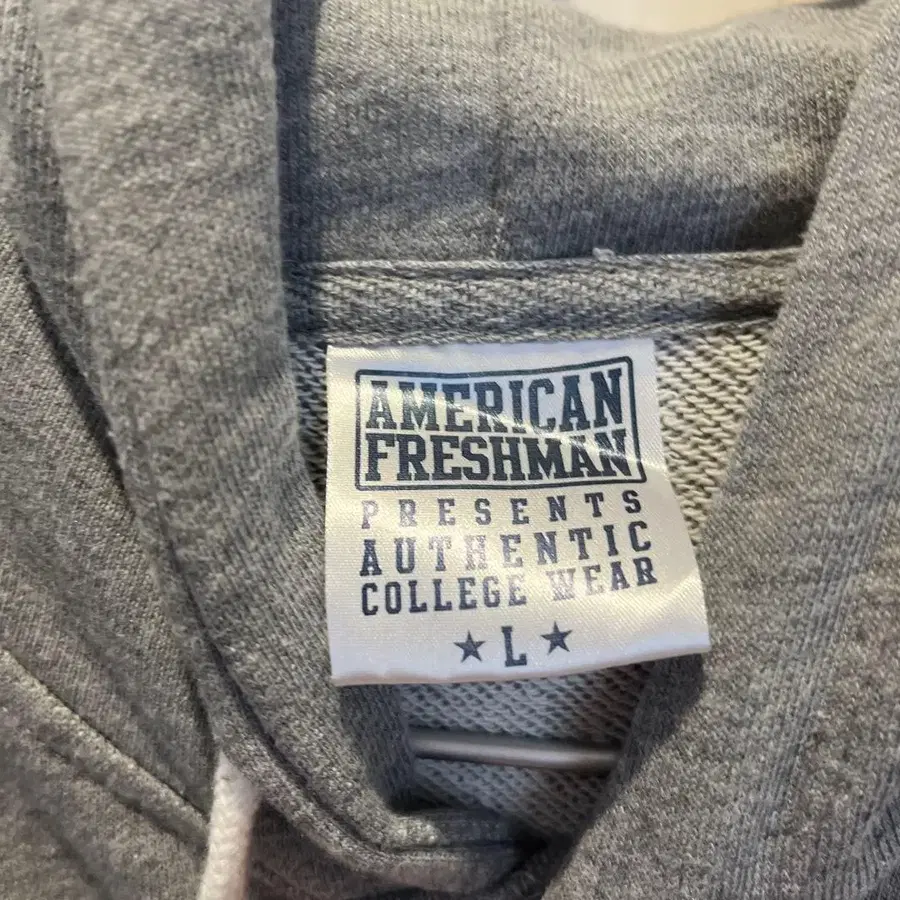 AMERICAN
FRESHMAN
PRESENTS
AUTHENTIC
COLLEGE WEAR
★ L ★